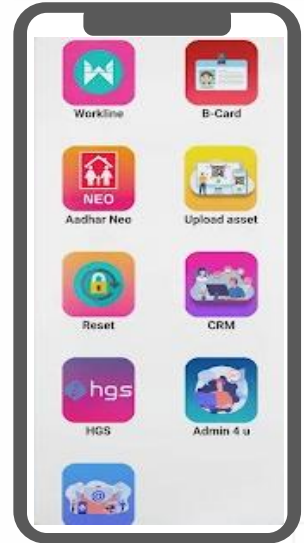 Workline
B-Card
NEO
Aadhar Neo
Upload asset
Reset
CRM
hgs
HGS
Admin 4 u
@